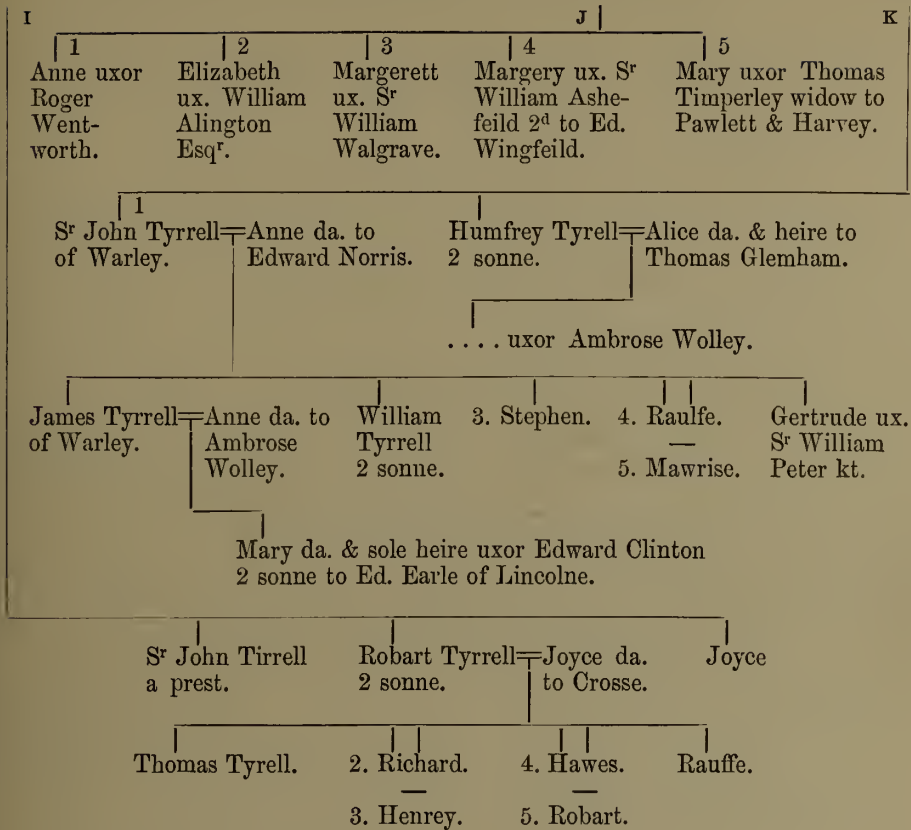 I J K
1 2 3 4 5
Anne uxor
Roger
Went-
worth.
Elizabeth
ux. William
Alington
Esqr.
Margerett
ux. Sr
William
Walgrave.
Margery ux. Sr
William Ashe-
feild 2d to Ed.
Wingfeild.
Mary uxor Thomas
Timperley widow to
Pawlett & Harvey.
1
Sr John Tyrrell
of Warley.
Anne da. to
Edward Norris.
Humfrey Tyrell
2 sonne.
Alice da. & heire to
Thomas Glemham.
.... uxor Ambrose Wolley.
James Tyrrell
of Warley.
Anne da. to
Ambrose
Wolley.
William
Tyrrell
2 sonne.
3. Stephen.
4. Raulfe.
—
5. Mawrise.
Gertrude ux.
Sr William
Peter kt.
Mary da. & sole heire uxor Edward Clinton
2 sonne to Ed. Earle of Lincolne.
Sr John Tirrell
a prest.
Robart Tyrrell
2 sonne.
Joyce da.
to Crosse.
Joyce
Thomas Tyrell.
2. Richard.
—
3. Henrey.
4. Hawes.
—
5. Robart.
Rauffe.